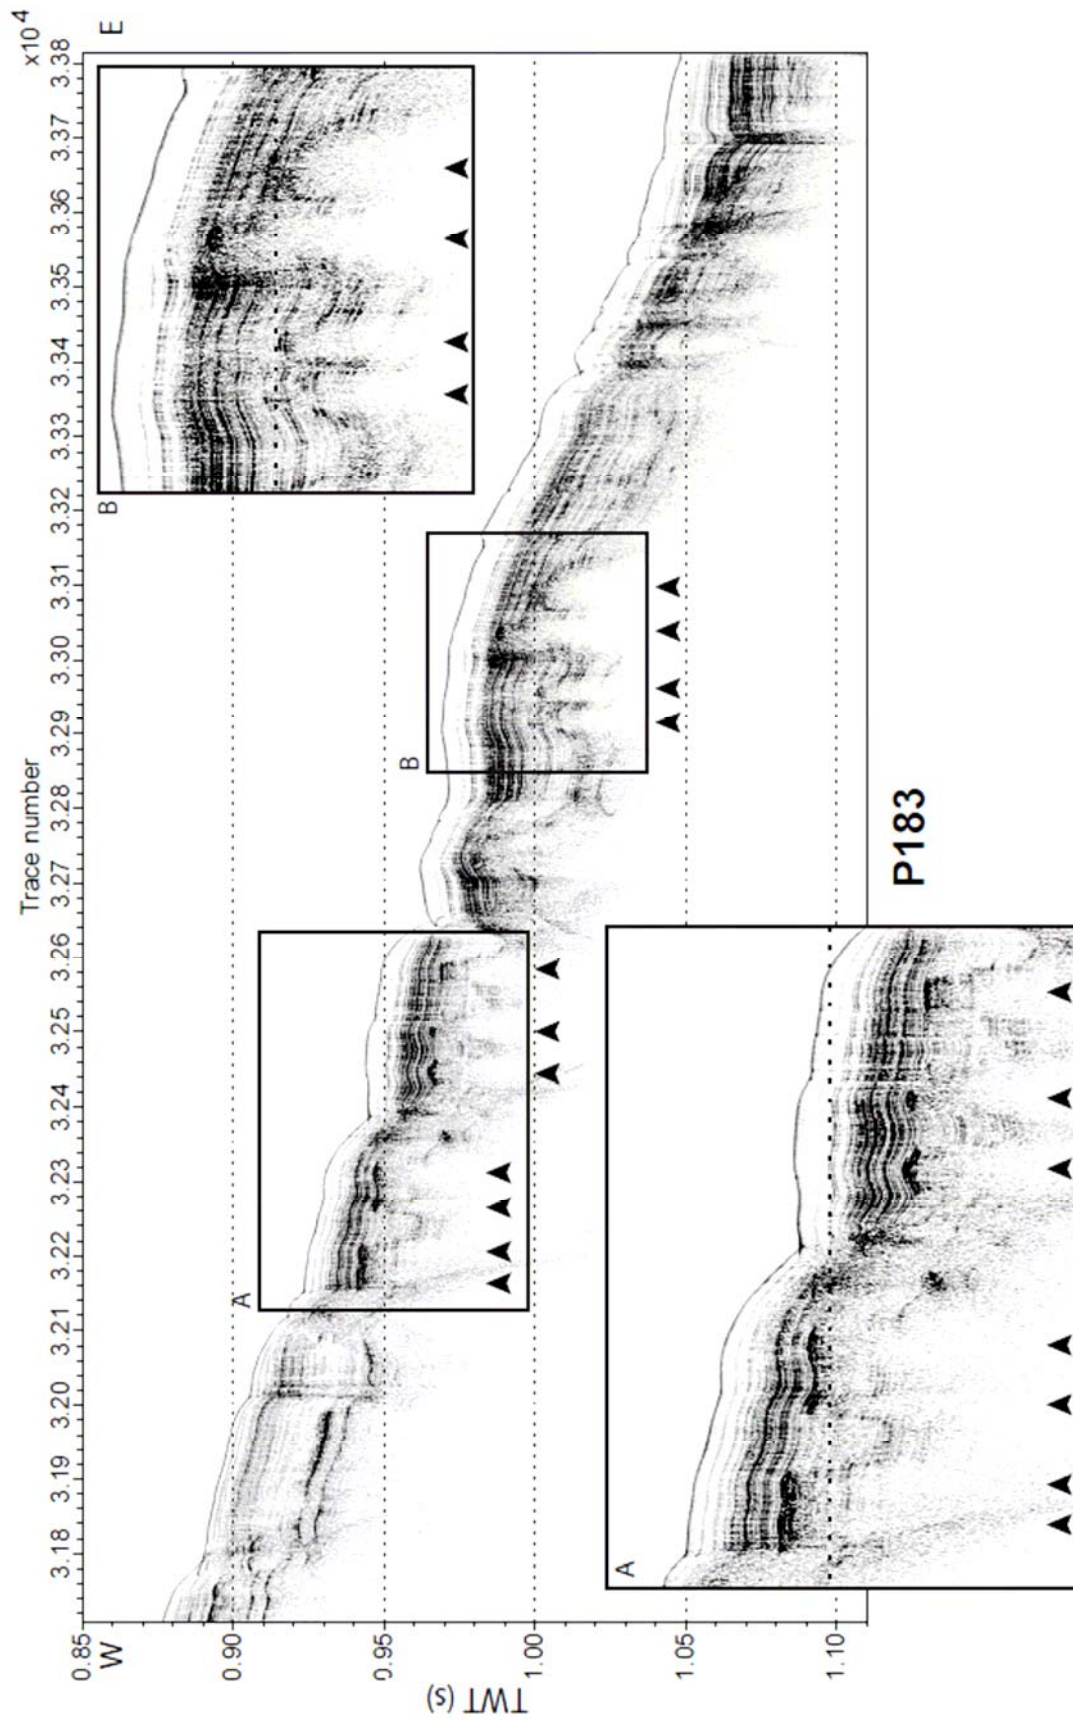 Trace number
x10⁴
3.18 3.19 3.20 3.21 3.22 3.23 3.24 3.25 3.26 3.27 3.28 3.29 3.30 3.31 3.32 3.33 3.34 3.35 3.36 3.37 3.38
W
E
0.85
0.90
0.95
1.00
1.05
1.10
TWT (s)
A
B
B
A
P183